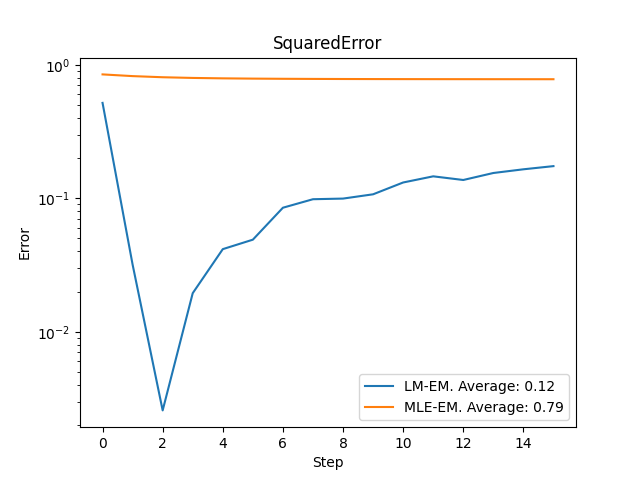 SquaredError
10⁰
10⁻¹
10⁻²
Error
0 2 4 6 8 10 12 14
Step
LM-EM. Average: 0.12
MLE-EM. Average: 0.79